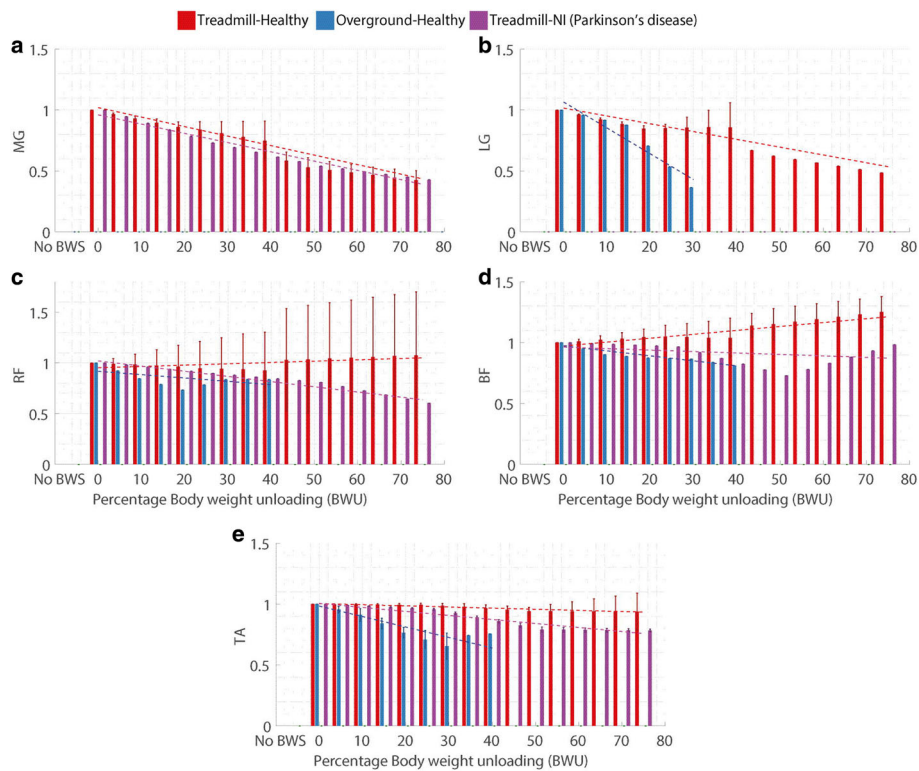 Treadmill-Healthy Overground-Healthy Treadmill-NI (Parkinson's disease)
a
1.5
1
0.5
0
MG
No BWS 0 10 20 30 40 50 60 70 80
b
1.5
1
0.5
0
LG
No BWS 0 10 20 30 40 50 60 70 80
c
1.5
1
0.5
0
RF
No BWS 0 10 20 30 40 50 60 70 80
Percentage Body weight unloading (BWU)
d
1.5
1
0.5
0
BF
No BWS 0 10 20 30 40 50 60 70 80
Percentage Body weight unloading (BWU)
e
1.5
1
0.5
0
TA
No BWS 0 10 20 30 40 50 60 70 80
Percentage Body weight unloading (BWU)